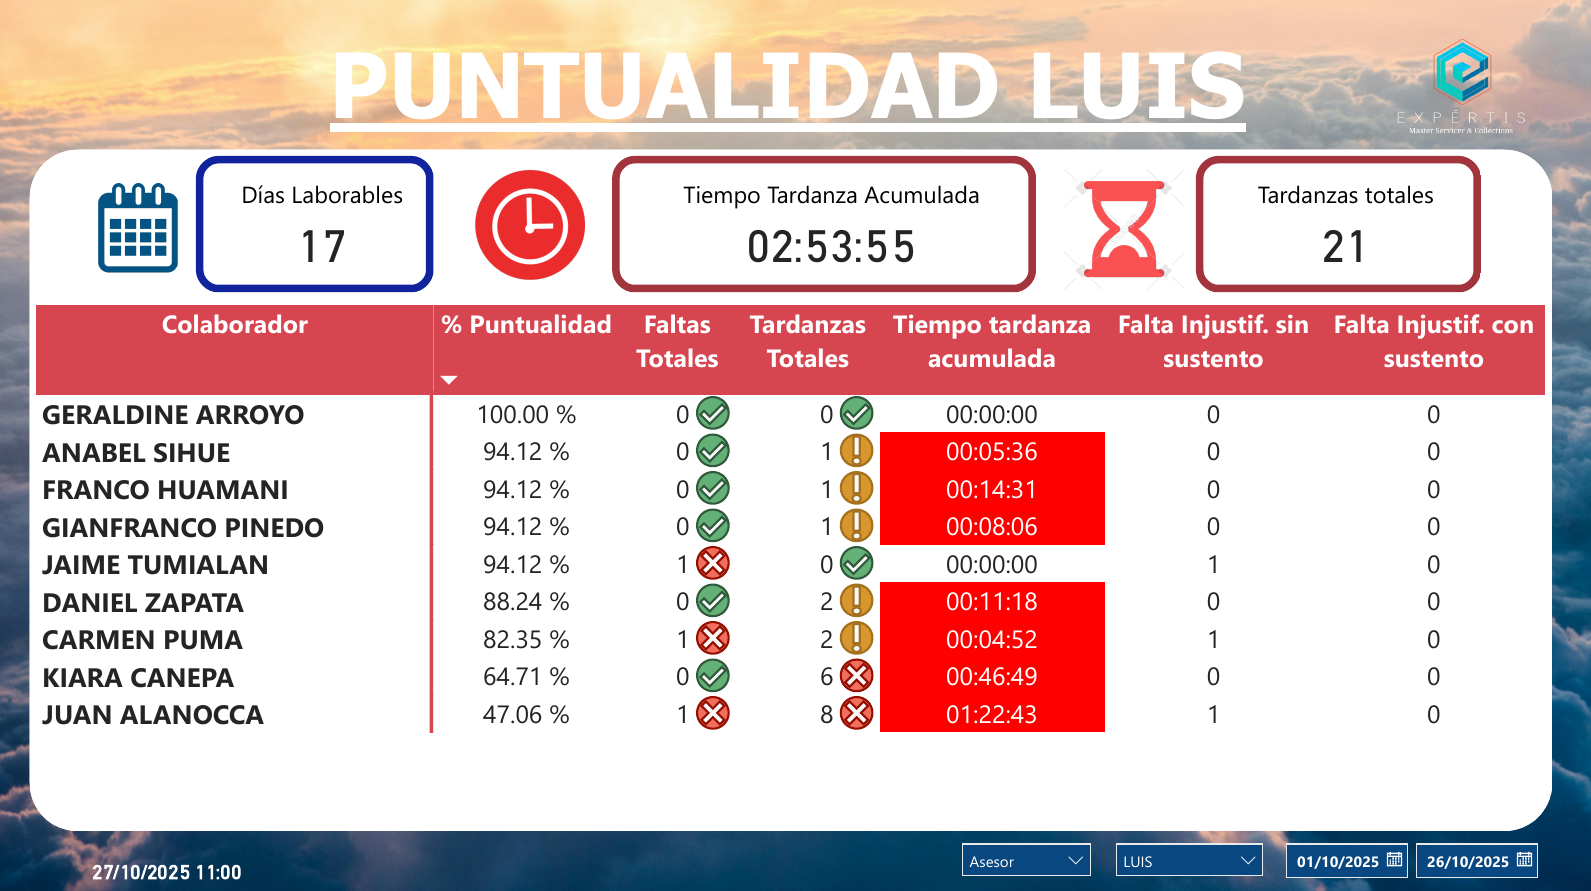 PUNTUALIDAD LUIS
EXPĒRTIS
Master Servicer & Collections
Días Laborables
17
Tiempo Tardanza Acumulada
02:53:55
Tardanzas totales
21
Colaborador % Puntualidad Faltas Totales Tardanzas Totales Tiempo tardanza acumulada Falta Injustif. sin sustento Falta Injustif. con sustento
GERALDINE ARROYO 100.00 % 0 0 00:00:00 0 0
ANABEL SIHUE 94.12 % 0 1 00:05:36 0 0
FRANCO HUAMANI 94.12 % 0 1 00:14:31 0 0
GIANFRANCO PINEDO 94.12 % 0 1 00:08:06 0 0
JAIME TUMIALAN 94.12 % 1 0 00:00:00 1 0
DANIEL ZAPATA 88.24 % 0 2 00:11:18 0 0
CARMEN PUMA 82.35 % 1 2 00:04:52 1 0
KIARA CANEPA 64.71 % 0 6 00:46:49 0 0
JUAN ALANOCCA 47.06 % 1 8 01:22:43 1 0
27/10/2025 11:00
Asesor
LUIS
01/10/2025
26/10/2025